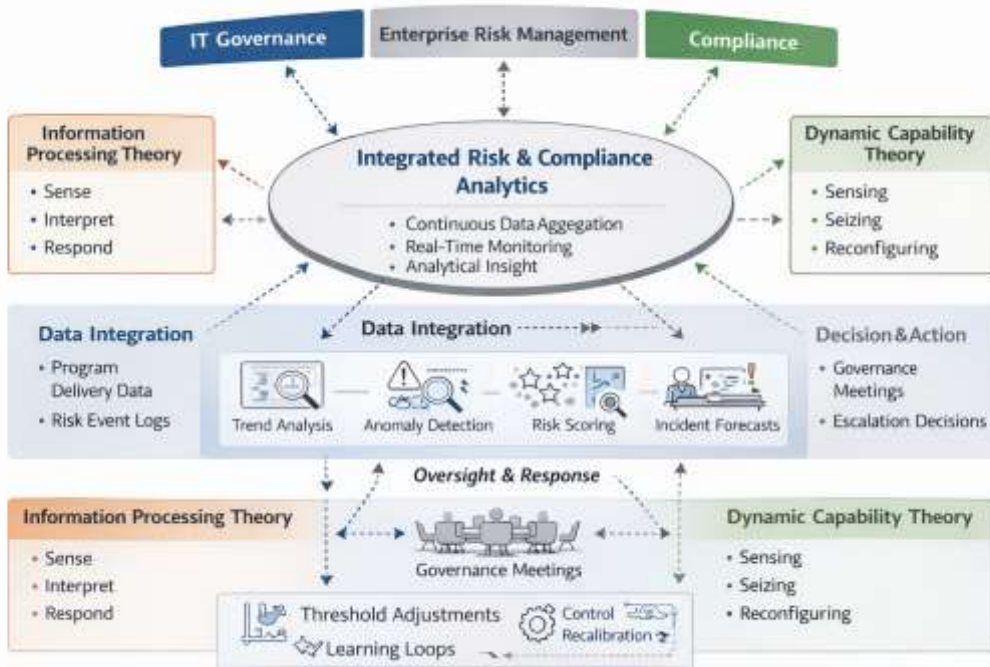 IT Governance
Enterprise Risk Management
Compliance
Information
Processing Theory
• Sense
• Interpret
• Respond
Integrated Risk & Compliance
Analytics
• Continuous Data Aggegation
• Real-Time Monitoring
• Analytical Insight
Dynamic Capability
Theory
• Sensing
• Seizing
• Reconfiguring
Data Integration
• Program
Delivery Data
• Risk Event Logs
Data Integration
Trend Analysis
Anomaly Detection
Risk Scoring
Incident Forecasts
Decision & Action
• Governance
Meetings
• Escalation Decisions
Oversight & Response
Information Processing Theory
• Sense
• Interpret
• Respond
Governance Meetings
Dynamic Capability Theory
• Sensing
• Seizing
• Reconfiguring
Threshold Adjustments
Learning Loops
Control
Recalibration